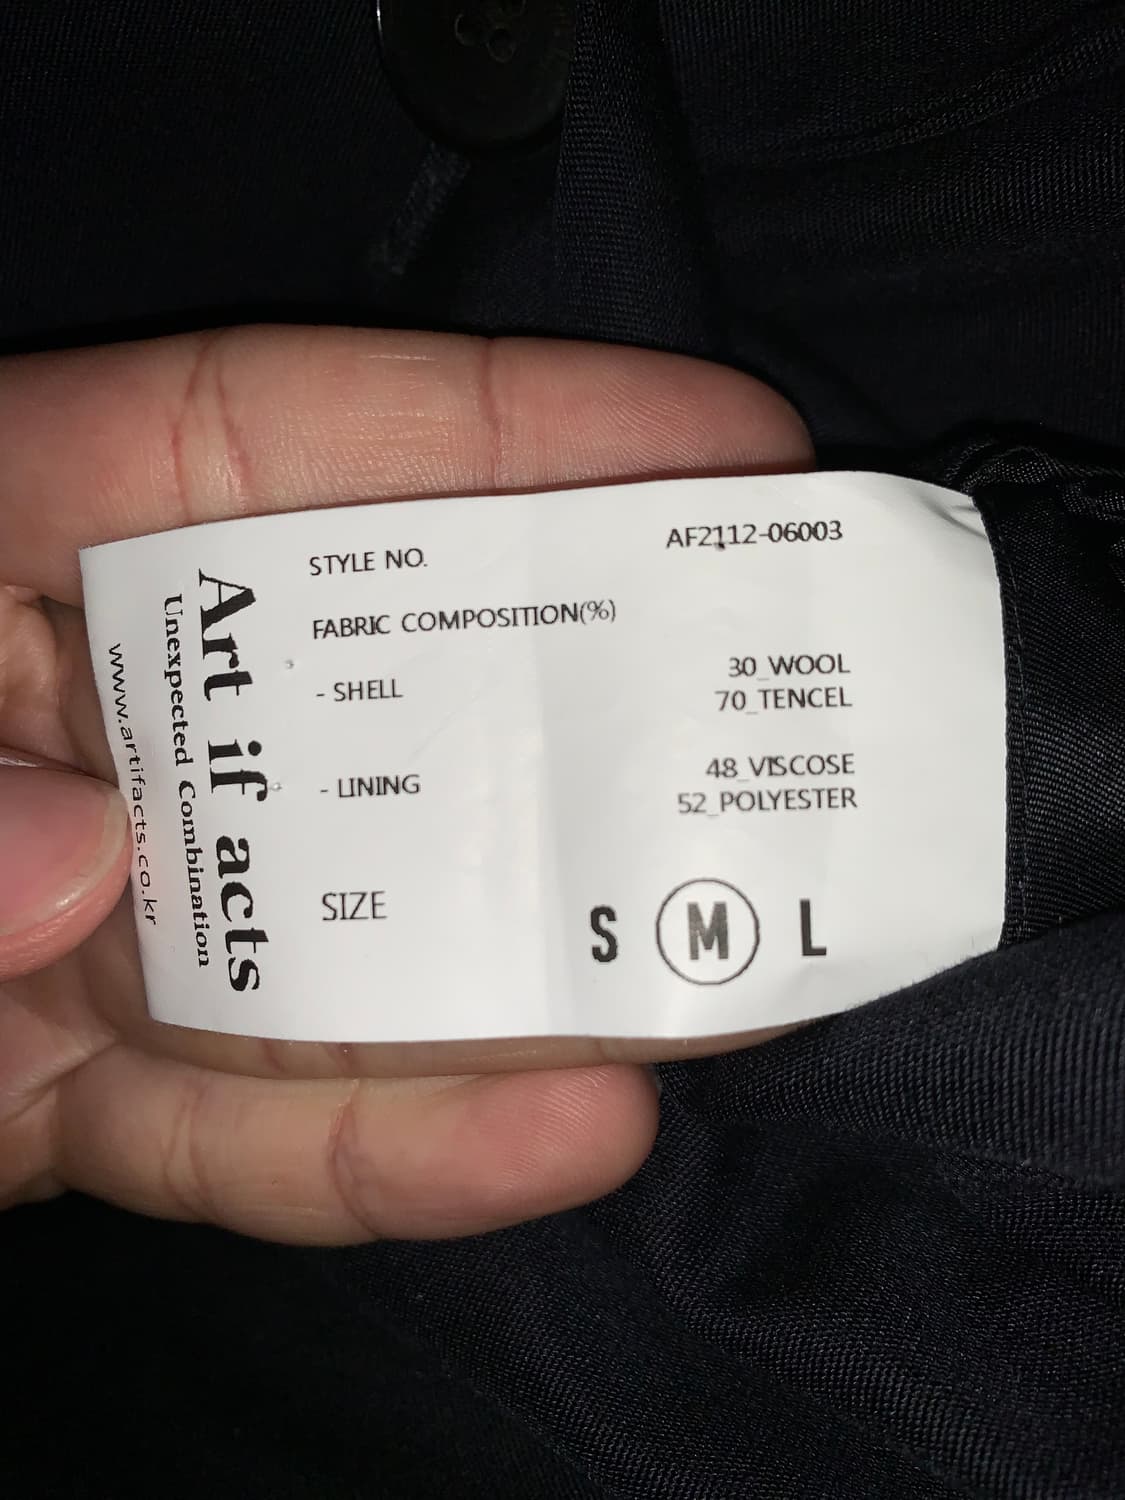 Art if acts
Unexpected Combination
www.artifacts.co.kr
STYLE NO. AF2112-06003
FABRIC COMPOSITION(%)
- SHELL 30_WOOL
70_TENCEL
- LINING 48_VISCOSE
52_POLYESTER
SIZE S M L